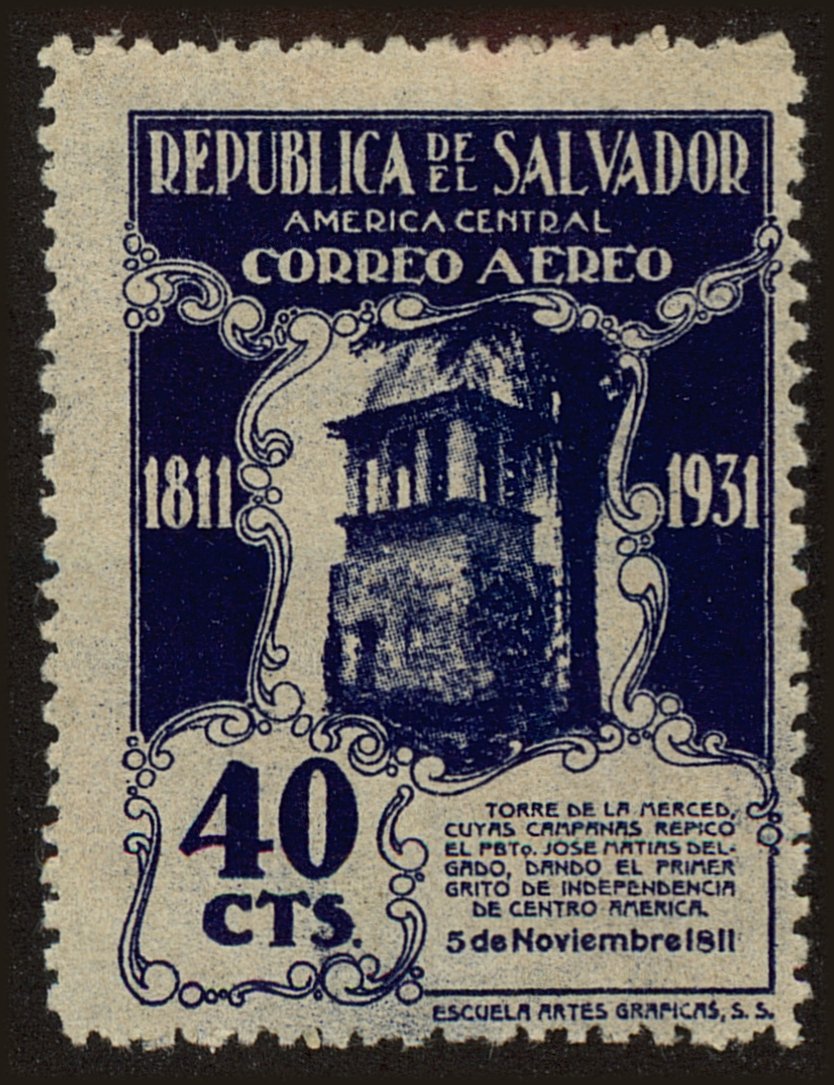 REPUBLICA DE EL SALVADOR
AMERICA CENTRAL
CORREO AEREO
1811 1931
40
CTS.
TORRE DE LA MERCED,
CUYAS CAMPANAS REPICO
EL PBTO. JOSE MATIAS DEL-
GADO, DANDO EL PRIMER
GRITO DE INDEPENDENCIA
DE CENTRO AMERICA.
5 de Noviembre 1811
ESCUELA ARTES GRAFICAS, S. S.